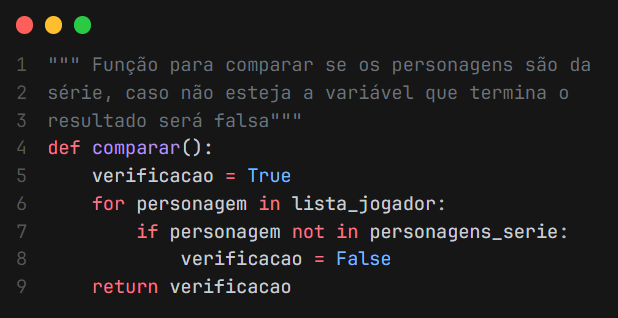 1 """ Função para comparar se os personagens são da
2 série, caso não esteja a variável que termina o
3 resultado será falsa"""
4 def comparar():
5     verificacao = True
6     for personagem in lista_jogador:
7         if personagem not in personagens_serie:
8             verificacao = False
9     return verificacao